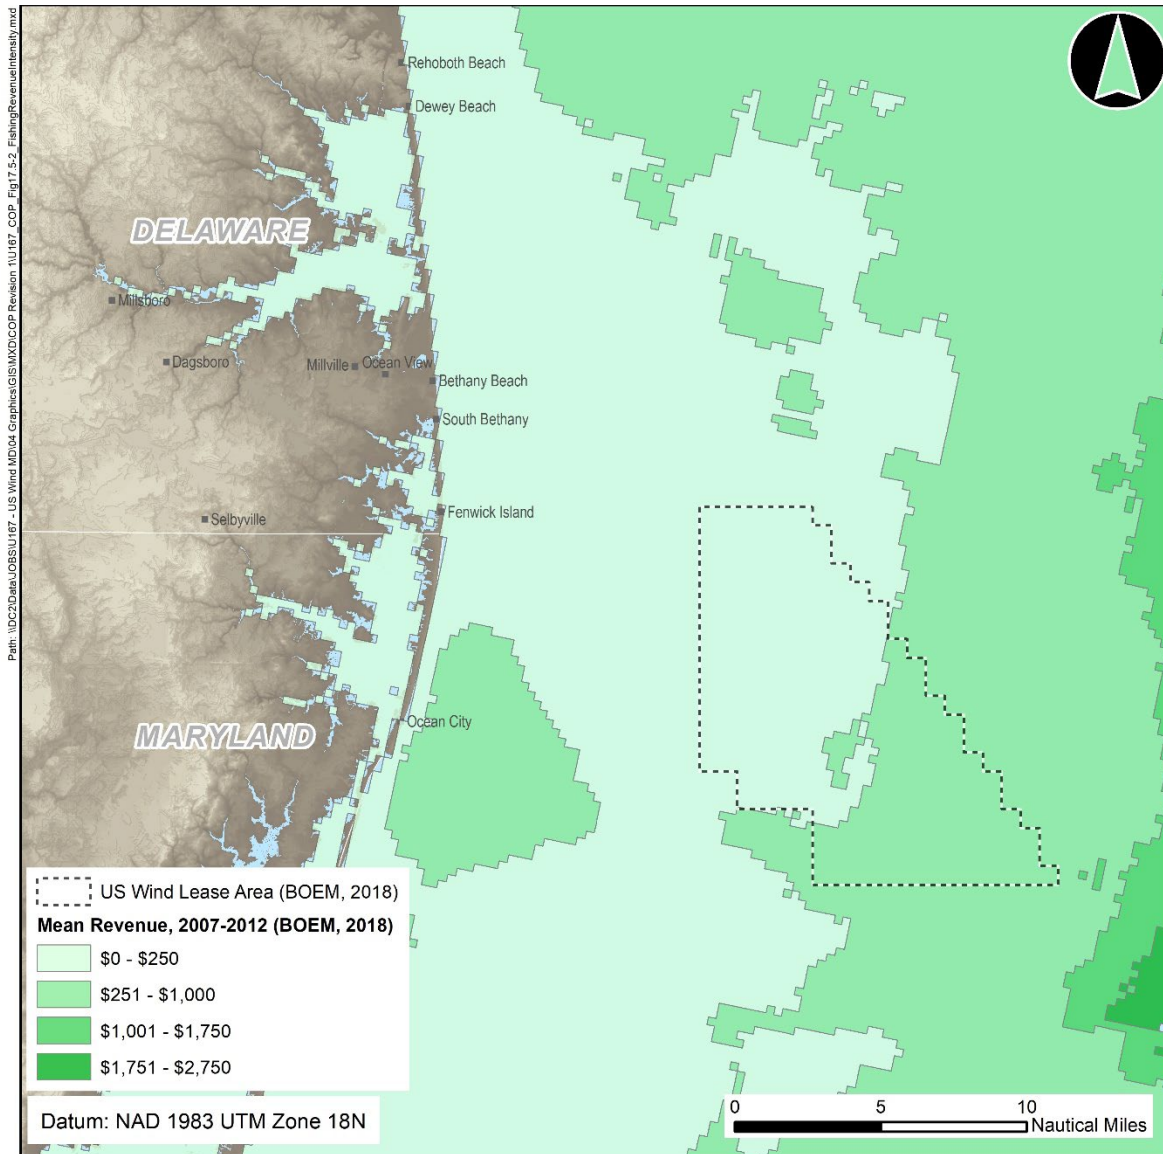 Path: \\DC2\Data\JOBS\U167 - US Wind MD\04 Graphics\GIS\MXD\COP Revision 1\U167_COP_Fig17.5-2_FishingRevenueIntensity.mxd
Rehoboth Beach
Dewey Beach
DELAWARE
Millsboro
Dagsboro
Millville
Ocean View
Bethany Beach
South Bethany
Selbyville
Fenwick Island
Ocean City
MARYLAND
US Wind Lease Area (BOEM, 2018)
Mean Revenue, 2007-2012 (BOEM, 2018)
$0 - $250
$251 - $1,000
$1,001 - $1,750
$1,751 - $2,750
Datum: NAD 1983 UTM Zone 18N
0 5 10
Nautical Miles